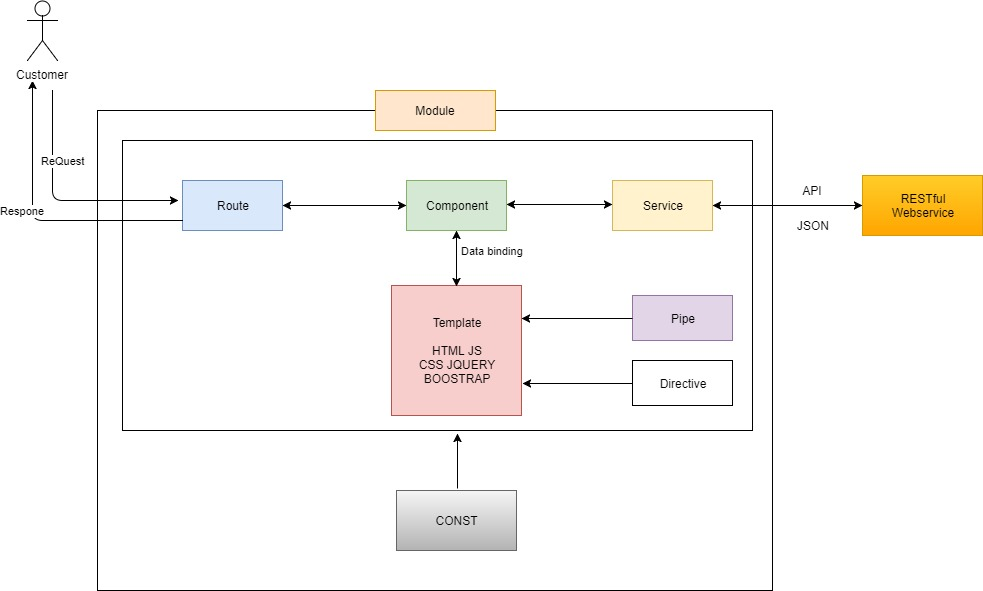 Customer
Module
ReQuest
Respone
Route
Component
Service
API
JSON
RESTful
Webservice
Data binding
Template
HTML JS
CSS JQUERY
BOOSTRAP
Pipe
Directive
CONST